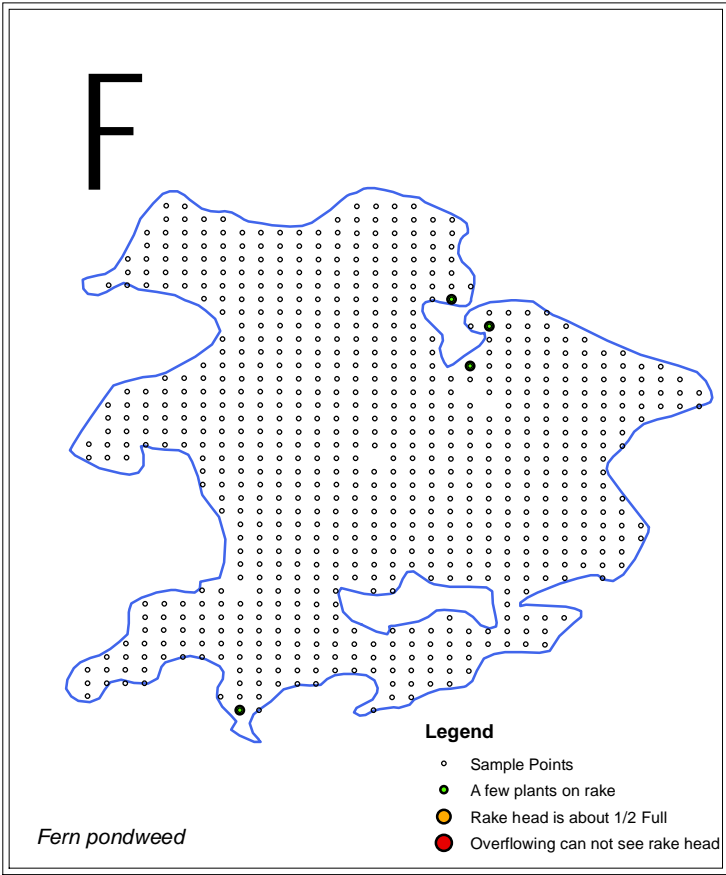 F
Legend
Sample Points
A few plants on rake
Rake head is about 1/2 Full
Overflowing can not see rake head
Fern pondweed